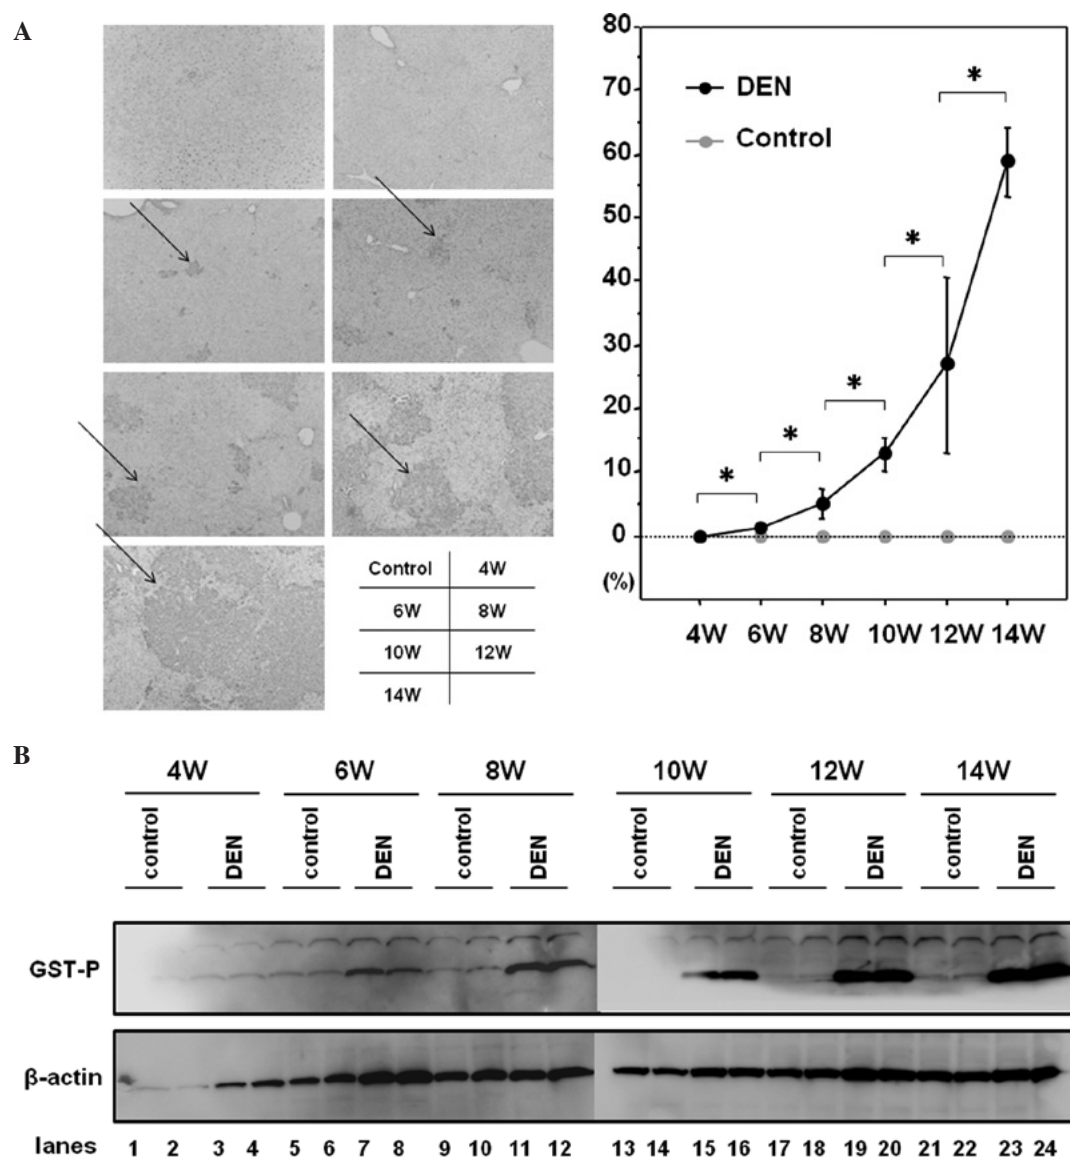 A
Control 4W
6W 8W
10W 12W
14W
80
70
60
50
40
30
20
10
0
(%)
DEN
Control
*
*
*
*
*
4W 6W 8W 10W 12W 14W
B
4W 6W 8W 10W 12W 14W
control DEN control DEN control DEN control DEN control DEN control DEN
GST-P
β-actin
lanes 1 2 3 4 5 6 7 8 9 10 11 12 13 14 15 16 17 18 19 20 21 22 23 24